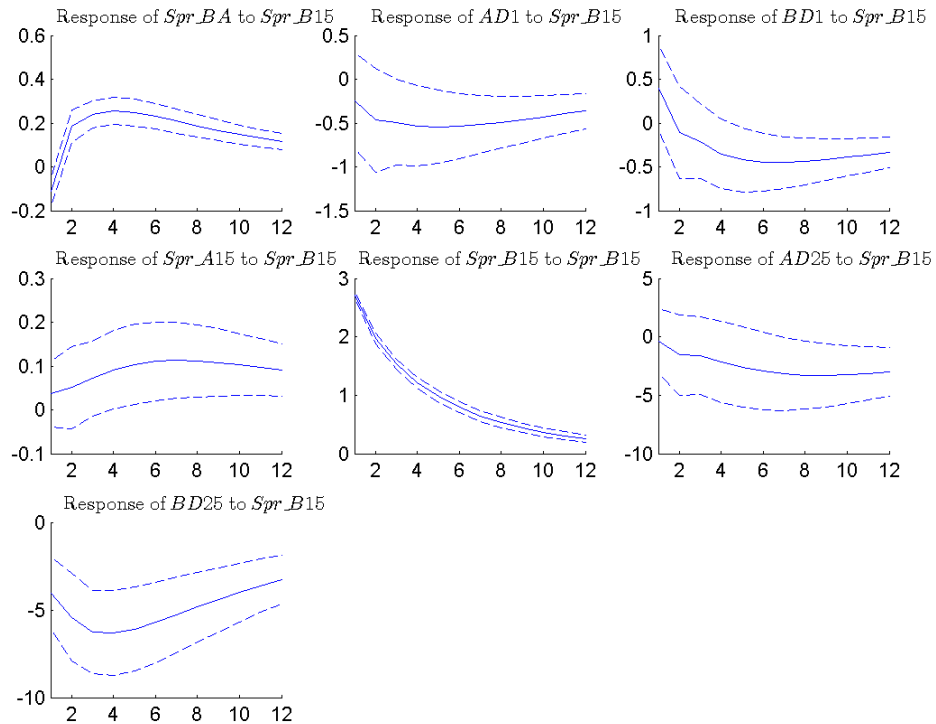 Response of Spr_BA to Spr_B15
0.6
0.4
0.2
0
-0.2
2 4 6 8 10 12
Response of AD1 to Spr_B15
0.5
0
-0.5
-1
-1.5
2 4 6 8 10 12
Response of BD1 to Spr_B15
1
0.5
0
-0.5
-1
2 4 6 8 10 12
Response of Spr_A15 to Spr_B15
0.3
0.2
0.1
0
-0.1
2 4 6 8 10 12
Response of Spr_B15 to Spr_B15
3
2
1
0
2 4 6 8 10 12
Response of AD25 to Spr_B15
5
0
-5
-10
2 4 6 8 10 12
Response of BD25 to Spr_B15
0
-5
-10
2 4 6 8 10 12